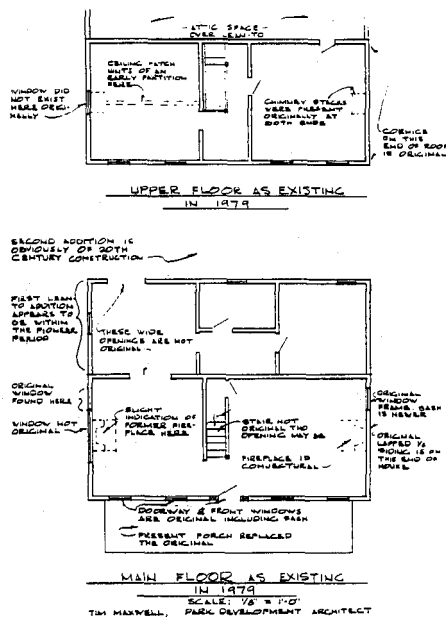 ATTIC SPACE
OVER LEAN-TO
CEILING PATCH
HINTS OF AN
EARLY PARTITION
HERE
WINDOW DID
NOT EXIST
HERE ORIGI-
NALLY
CHIMNEY STACKS
WERE PRESENT
ORIGINALLY AT
BOTH ENDS
CORNICE
ON THIS
END OF ROOF
IS ORIGINAL
UPPER FLOOR AS EXISTING
IN 1979
SECOND ADDITION IS
OBVIOUSLY OF 20TH
CENTURY CONSTRUCTION
FIRST LEAN-
TO ADDITION
APPEARS TO
BE WITHIN
THE PIONEER
PERIOD
THESE WIDE
OPENINGS ARE NOT
ORIGINAL
ORIGINAL
WINDOW
FOUND HERE
WINDOW NOT
ORIGINAL
SLIGHT
INDICATION OF
FORMER FIRE-
PLACE HERE
STAIR NOT
ORIGINAL THO
OPENING MAY BE
FIREPLACE IS
CONJECTURAL
ORIGINAL
WINDOW
FRAME. SASH
IS NEWER
ORIGINAL
LAPPED
SIDING IS ON
THIS END OF
HOUSE
DOORWAY & FRONT WINDOWS
ARE ORIGINAL INCLUDING SASH
PRESENT PORCH REPLACED
THE ORIGINAL
MAIN FLOOR AS EXISTING
IN 1979
SCALE: 1/8" = 1'-0"
TIM MAXWELL, PARK DEVELOPMENT ARCHITECT